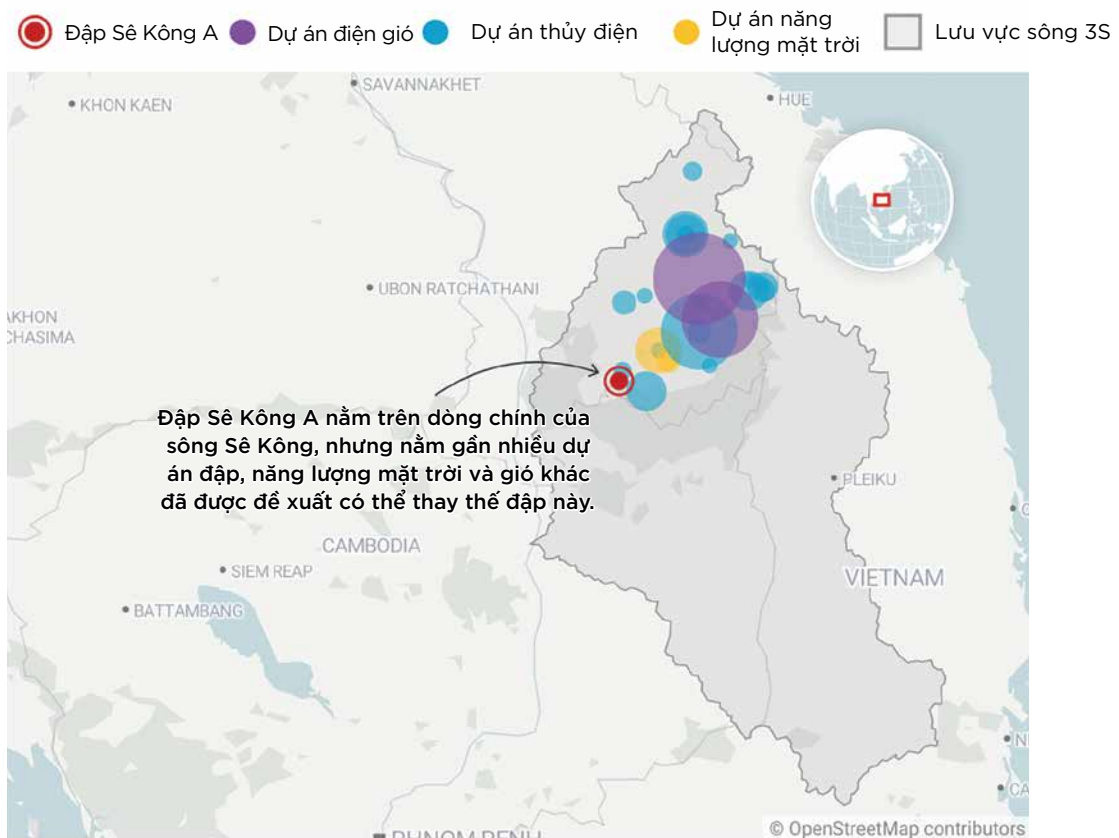 Đập Sê Kông A
Dự án điện gió
Dự án thủy điện
Dự án năng
lượng mặt trời
Lưu vực sông 3S
SAVANNAKHET
KHON KAEN
HUE
UBON RATCHATHANI
AKHON
CHASIMA
Đập Sê Kông A nằm trên dòng chính của
sông Sê Kông, nhưng nằm gần nhiều dự
án đập, năng lượng mặt trời và gió khác
đã được đề xuất có thể thay thế đập này.
PLEIKU
CAMBODIA
SIEM REAP
VIETNAM
BATTAMBANG
© OpenStreetMap contributors